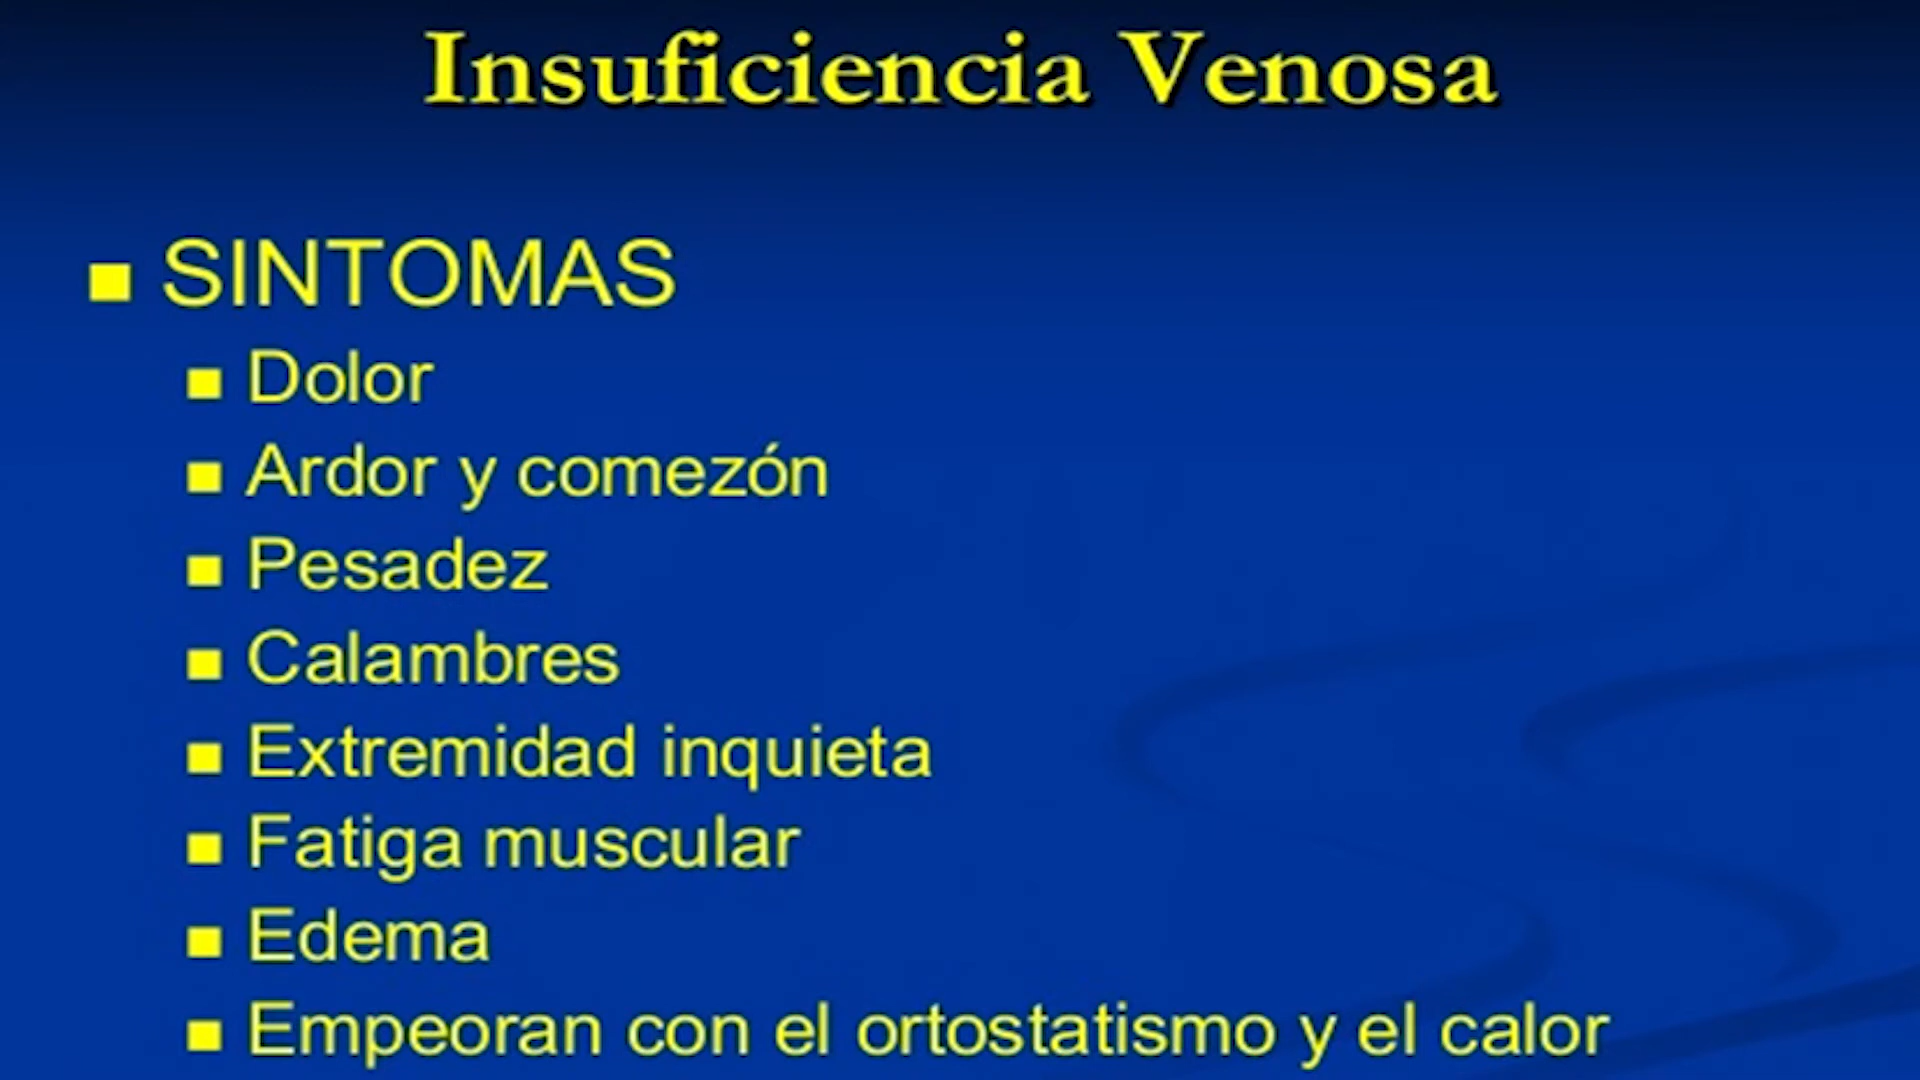 Insuficiencia Venosa
SINTOMAS
Dolor
Ardor y comezón
Pesadez
Calambres
Extremidad inquieta
Fatiga muscular
Edema
Empeoran con el ortostatismo y el calor